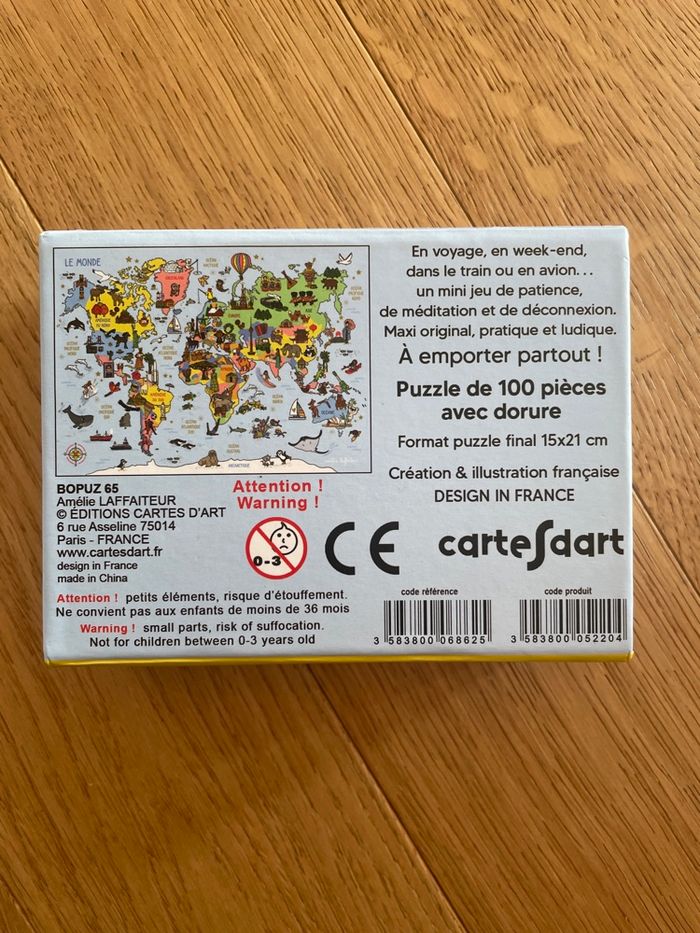 LE MONDE
En voyage, en week-end,
dans le train ou en avion...
un mini jeu de patience,
de méditation et de déconnexion.
Maxi original, pratique et ludique.
À emporter partout !
Puzzle de 100 pièces
avec dorure
Format puzzle final 15x21 cm
Création & illustration française
DESIGN IN FRANCE
BOPUZ 65
Amélie LAFFAITEUR
© ÉDITIONS CARTES D'ART
6 rue Asseline 75014
Paris - FRANCE
www.cartesdart.fr
design in France
made in China
Attention !
Warning !
0-3
CE
cartesdart
Attention ! petits éléments, risque d'étouffement.
Ne convient pas aux enfants de moins de 36 mois
Warning ! small parts, risk of suffocation.
Not for children between 0-3 years old
code référence
3 583800 068625
code produit
3 583800 052204